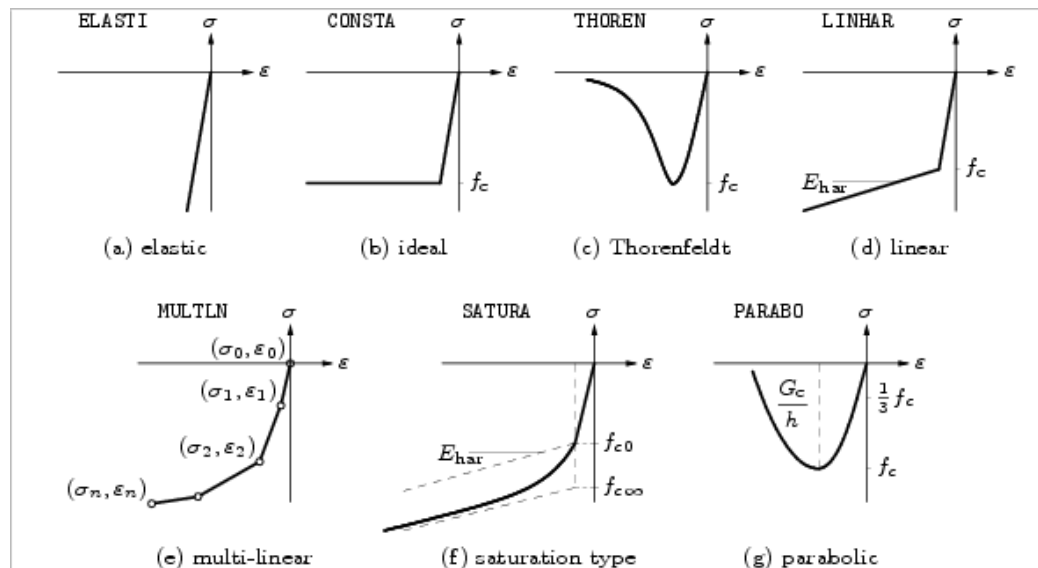 ELASTI σ CONSTA σ THOREN σ LINHAR σ
ε ε ε ε
f_c f_c E_har f_c
(a) elastic (b) ideal (c) Thorenfeldt (d) linear
MULTLN σ SATURA σ PARABO σ
(σ_0, ε_0) ε ε ε
(σ_1, ε_1) G_c/h 1/3 f_c
(σ_2, ε_2) E_har f_c0 f_c
(σ_n, ε_n) f_c∞
(e) multi-linear (f) saturation type (g) parabolic